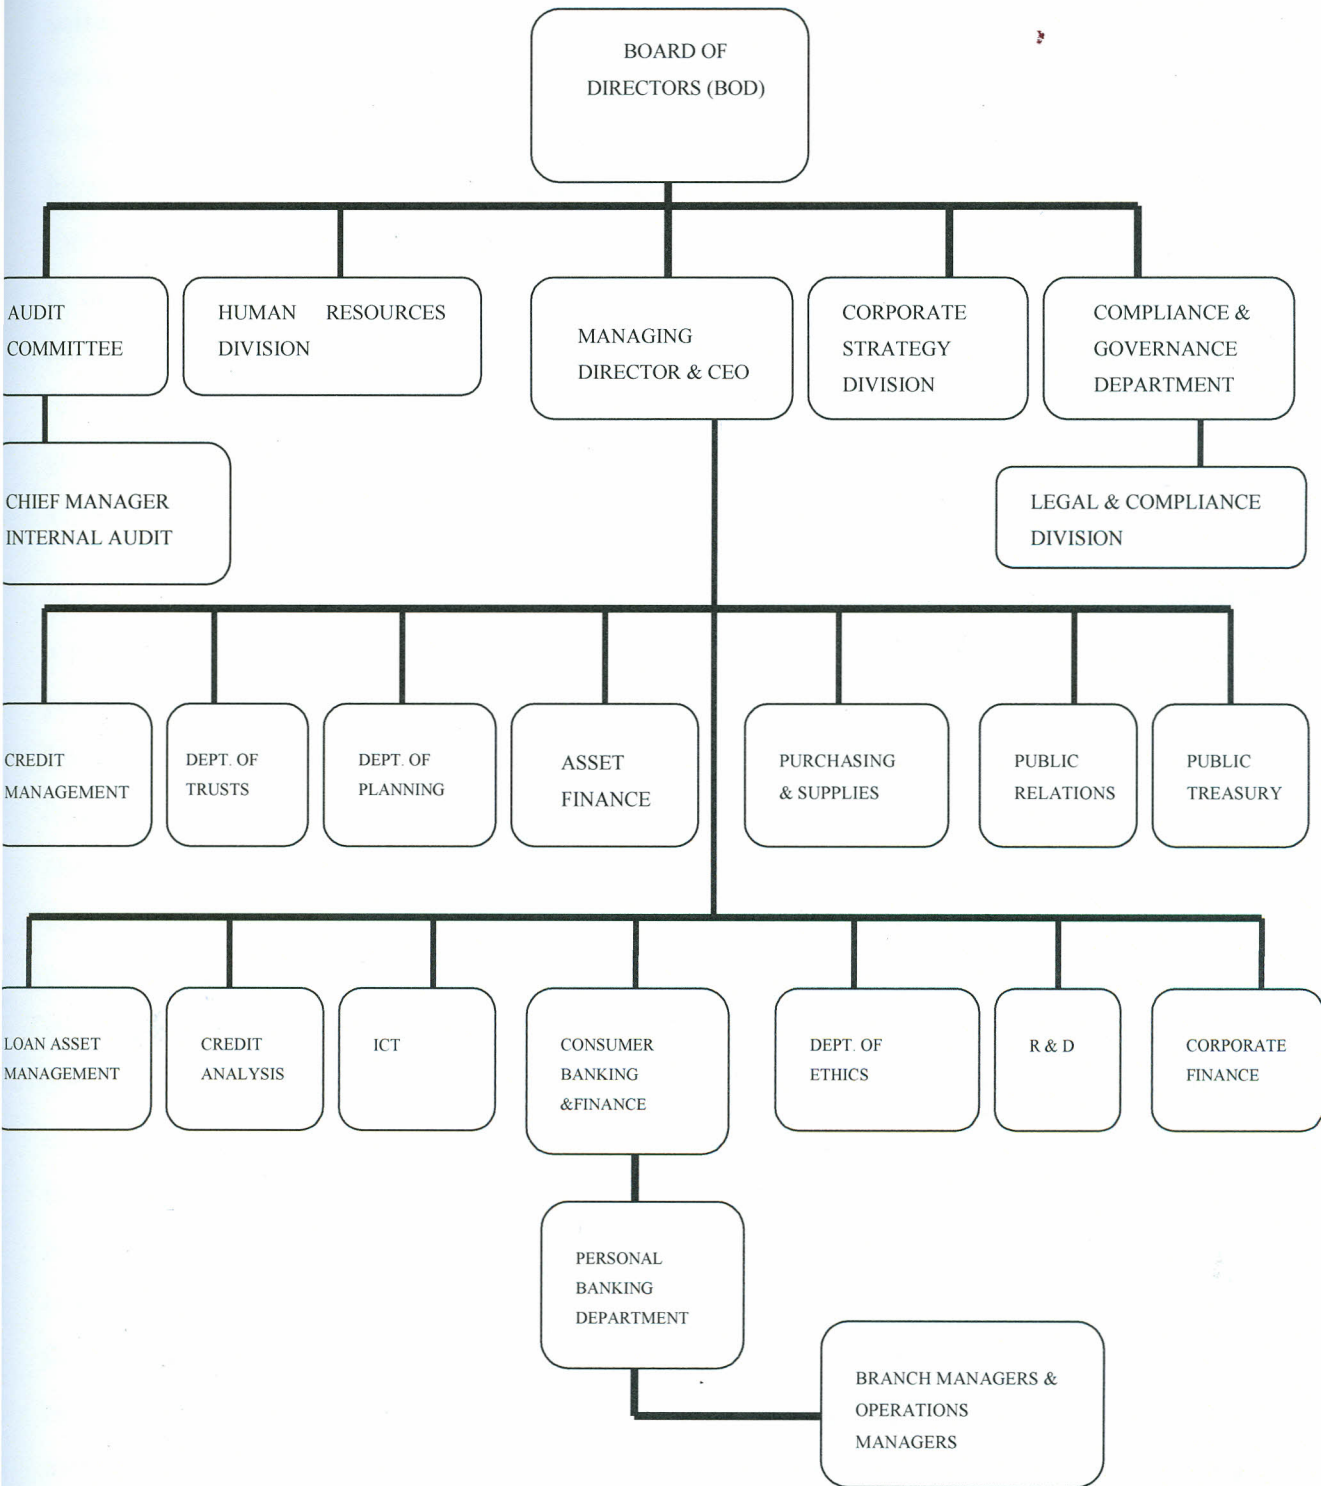 BOARD OF
DIRECTORS (BOD)
AUDIT
COMMITTEE
HUMAN RESOURCES
DIVISION
MANAGING
DIRECTOR & CEO
CORPORATE
STRATEGY
DIVISION
COMPLIANCE &
GOVERNANCE
DEPARTMENT
CHIEF MANAGER
INTERNAL AUDIT
LEGAL & COMPLIANCE
DIVISION
CREDIT
MANAGEMENT
DEPT. OF
TRUSTS
DEPT. OF
PLANNING
ASSET
FINANCE
PURCHASING
& SUPPLIES
PUBLIC
RELATIONS
PUBLIC
TREASURY
LOAN ASSET
MANAGEMENT
CREDIT
ANALYSIS
ICT
CONSUMER
BANKING
&FINANCE
DEPT. OF
ETHICS
R & D
CORPORATE
FINANCE
PERSONAL
BANKING
DEPARTMENT
BRANCH MANAGERS &
OPERATIONS
MANAGERS